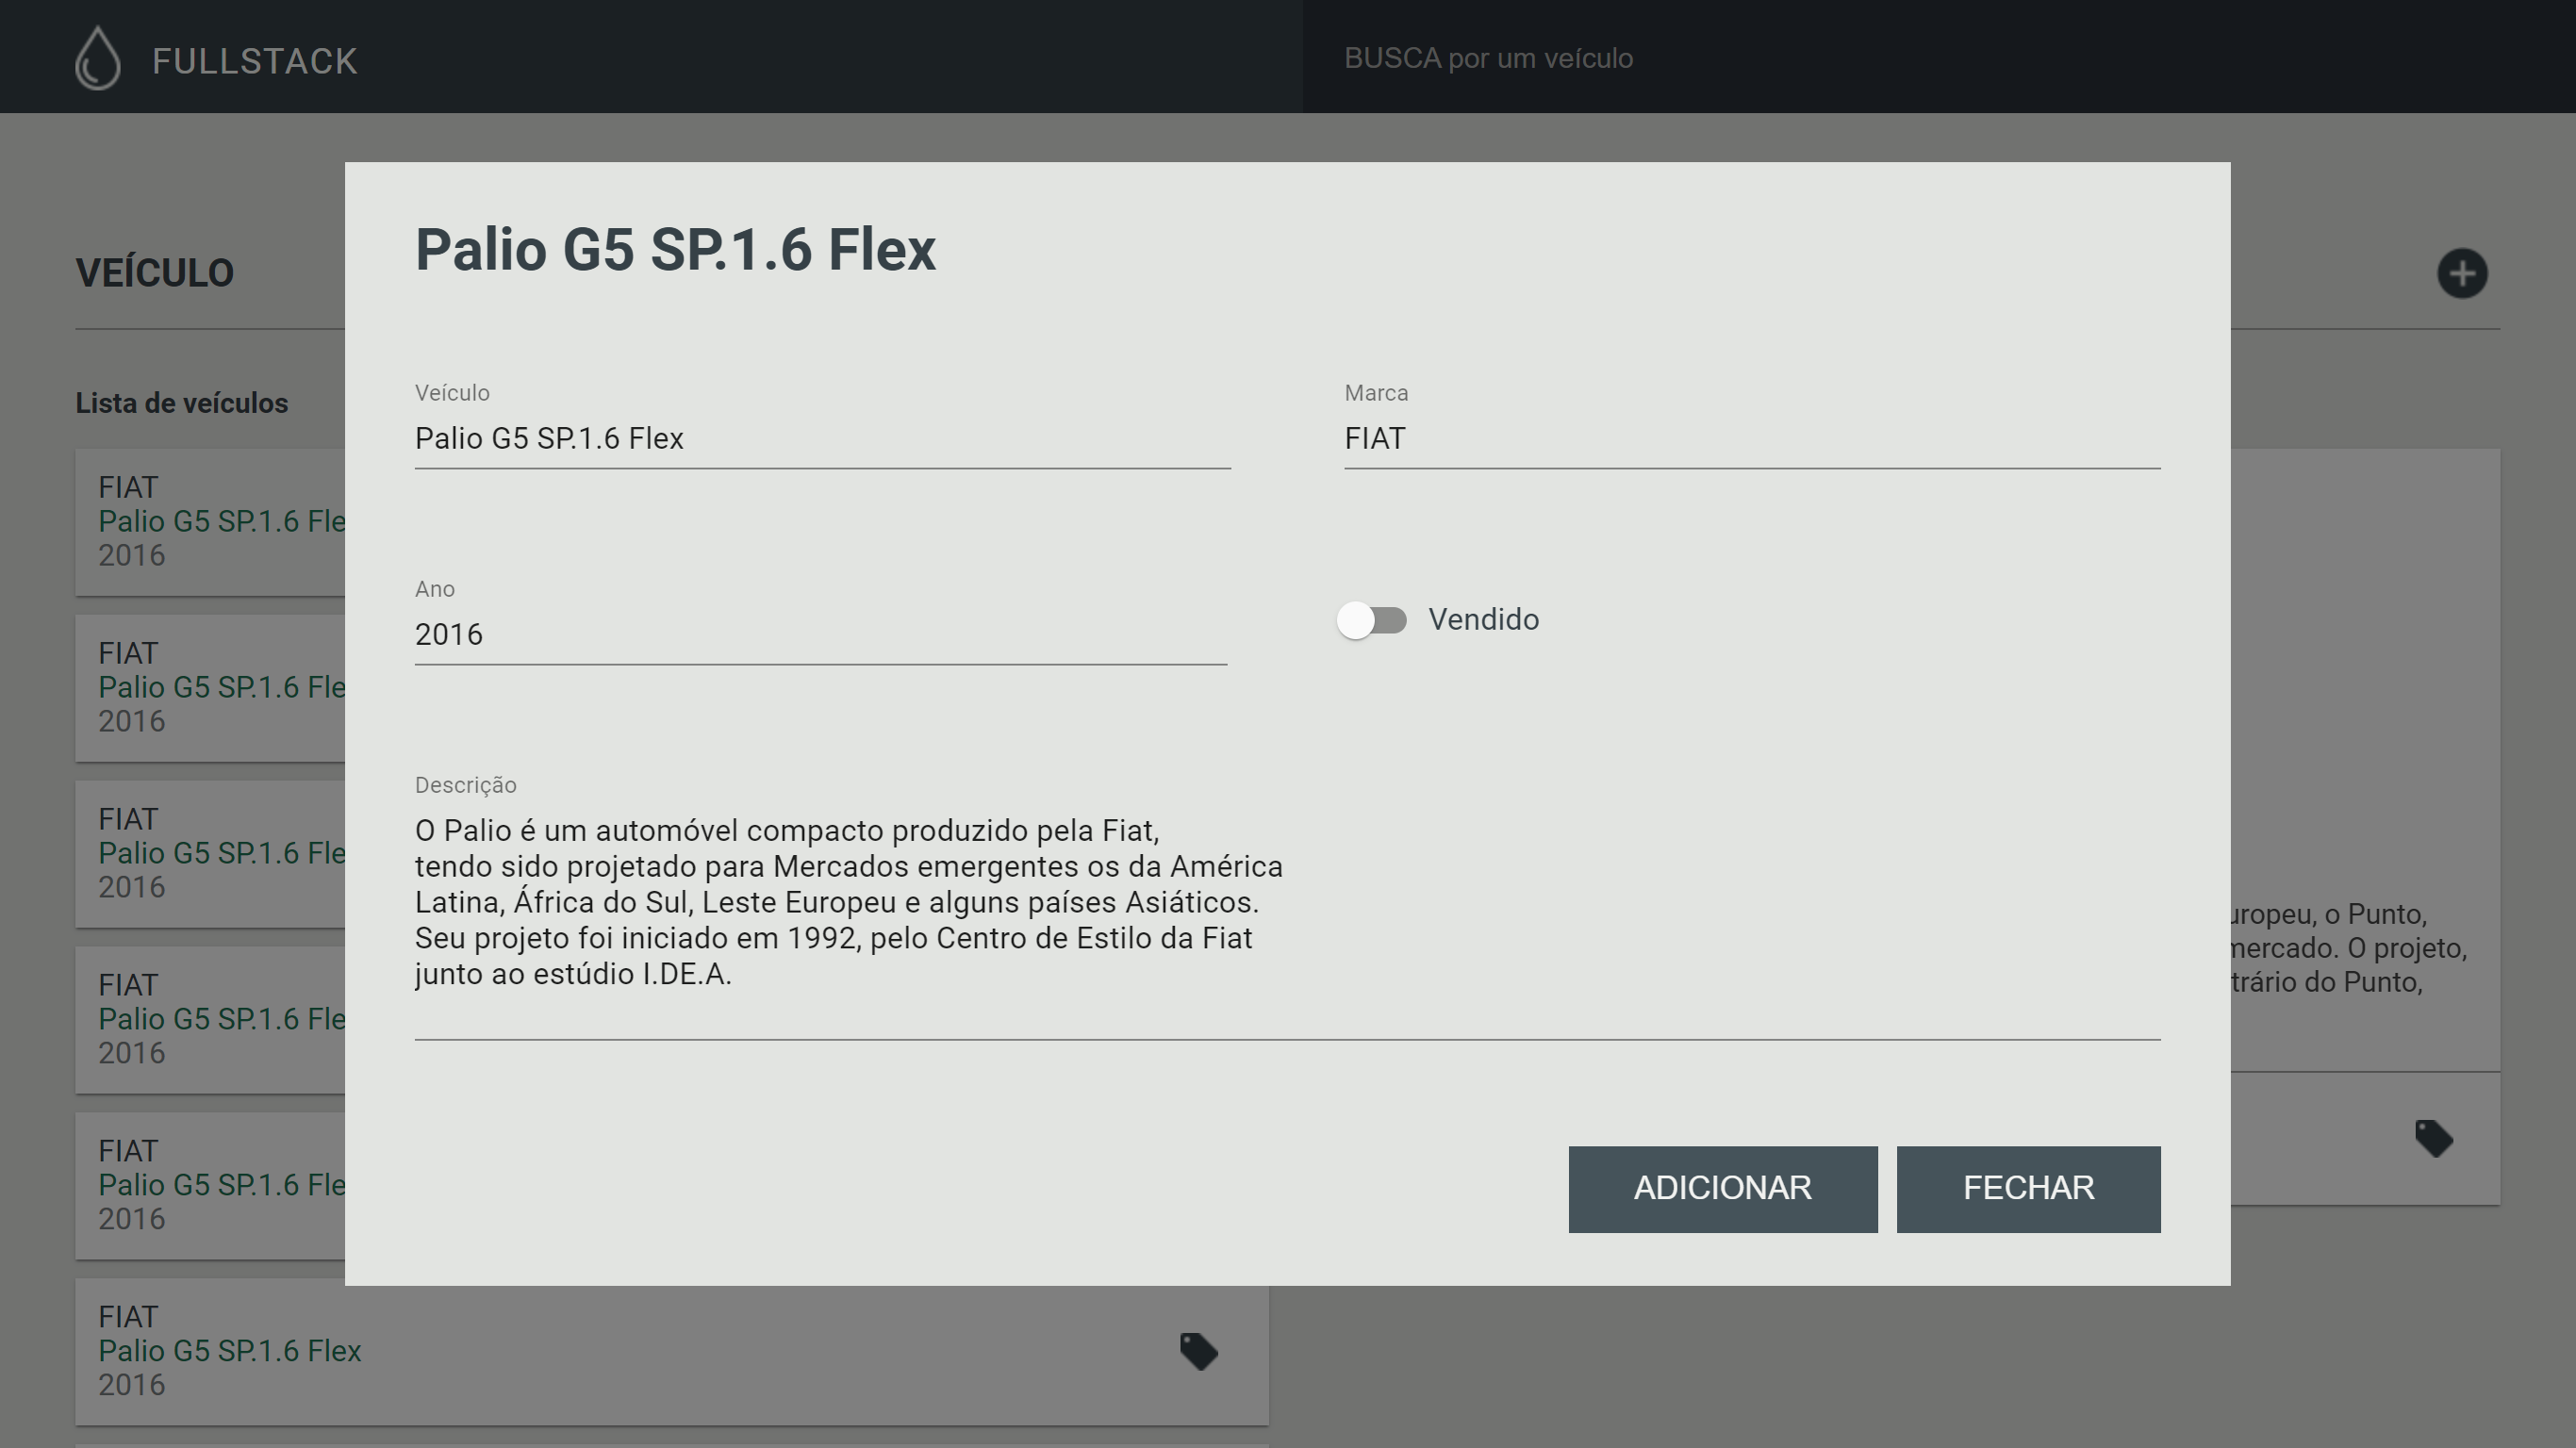 FULLSTACK
BUSCA por um veículo
VEÍCULO
Lista de veículos
FIAT
Palio G5 SP.1.6 Fle
2016
FIAT
Palio G5 SP.1.6 Fle
2016
FIAT
Palio G5 SP.1.6 Fle
2016
FIAT
Palio G5 SP.1.6 Fle
2016
FIAT
Palio G5 SP.1.6 Fle
2016
FIAT
Palio G5 SP.1.6 Flex
2016
Palio G5 SP.1.6 Flex
Veículo
Palio G5 SP.1.6 Flex
Marca
FIAT
Ano
2016
Vendido
Descrição
O Palio é um automóvel compacto produzido pela Fiat,
tendo sido projetado para Mercados emergentes os da América
Latina, África do Sul, Leste Europeu e alguns países Asiáticos.
Seu projeto foi iniciado em 1992, pelo Centro de Estilo da Fiat
junto ao estúdio I.DE.A.
ADICIONAR
FECHAR
uropeu, o Punto,
mercado. O projeto,
trário do Punto,